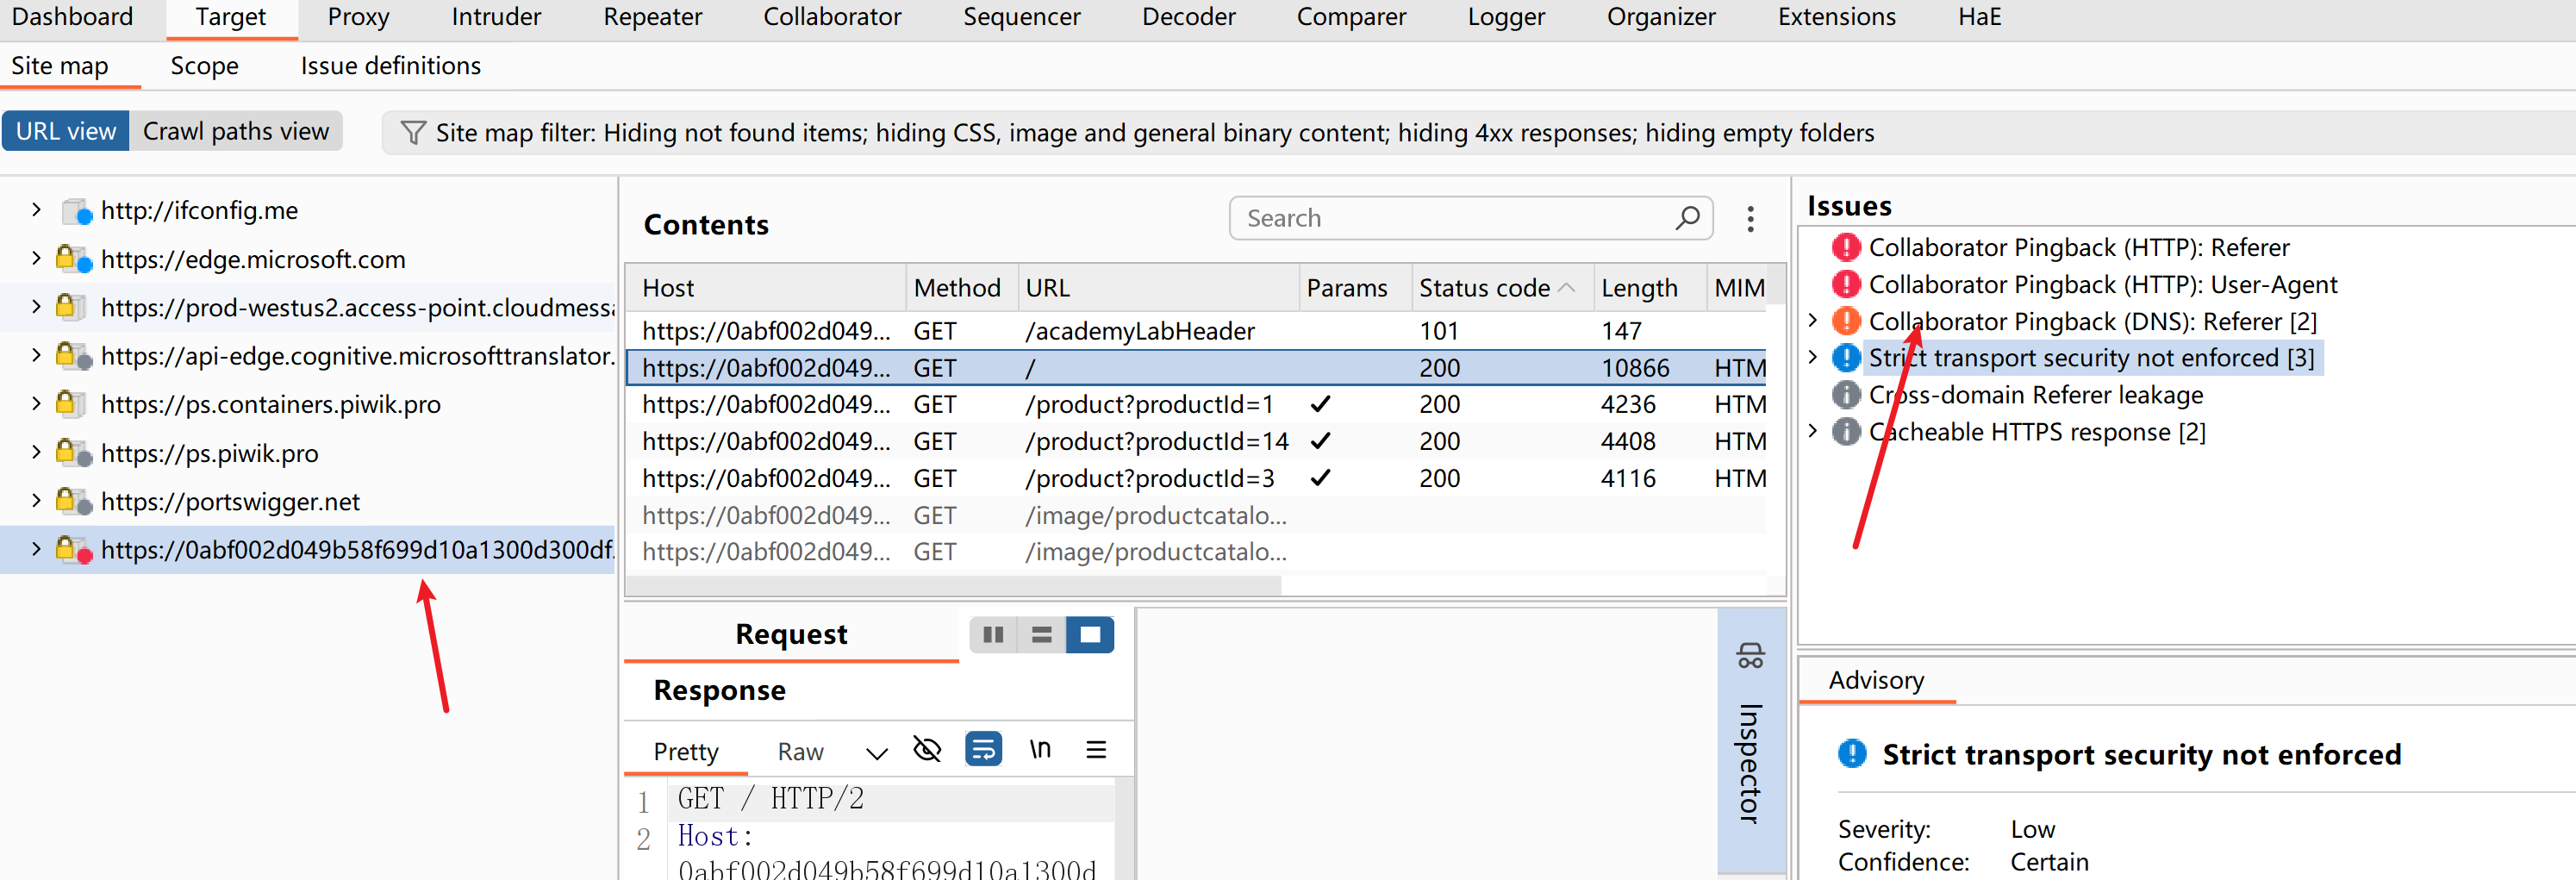 Dashboard Target Proxy Intruder Repeater Collaborator Sequencer Decoder Comparer Logger Organizer Extensions HaE
Site map Scope Issue definitions
URL view Crawl paths view Site map filter: Hiding not found items; hiding CSS, image and general binary content; hiding 4xx responses; hiding empty folders
http://ifconfig.me
https://edge.microsoft.com
https://prod-westus2.access-point.cloudmessa
https://api-edge.cognitive.microsofttranslator.
https://ps.containers.piwik.pro
https://ps.piwik.pro
https://portswigger.net
https://0abf002d049b58f699d10a1300d300df.
Contents Search
Host Method URL Params Status code Length MIM
https://0abf002d049... GET /academyLabHeader 101 147
https://0abf002d049... GET / 200 10866 HTM
https://0abf002d049... GET /product?productId=1 ✓ 200 4236 HTM
https://0abf002d049... GET /product?productId=14 ✓ 200 4408 HTM
https://0abf002d049... GET /product?productId=3 ✓ 200 4116 HTM
https://0abf002d049... GET /image/productcatalo...
https://0abf002d049... GET /image/productcatalo...
Request
Response
Pretty Raw \n
1 GET / HTTP/2
2 Host:
0abf002d049b58f699d10a1300d
Inspector
Issues
Collaborator Pingback (HTTP): Referer
Collaborator Pingback (HTTP): User-Agent
Collaborator Pingback (DNS): Referer [2]
Strict transport security not enforced [3]
Cross-domain Referer leakage
Cacheable HTTPS response [2]
Advisory
Strict transport security not enforced
Severity: Low
Confidence: Certain